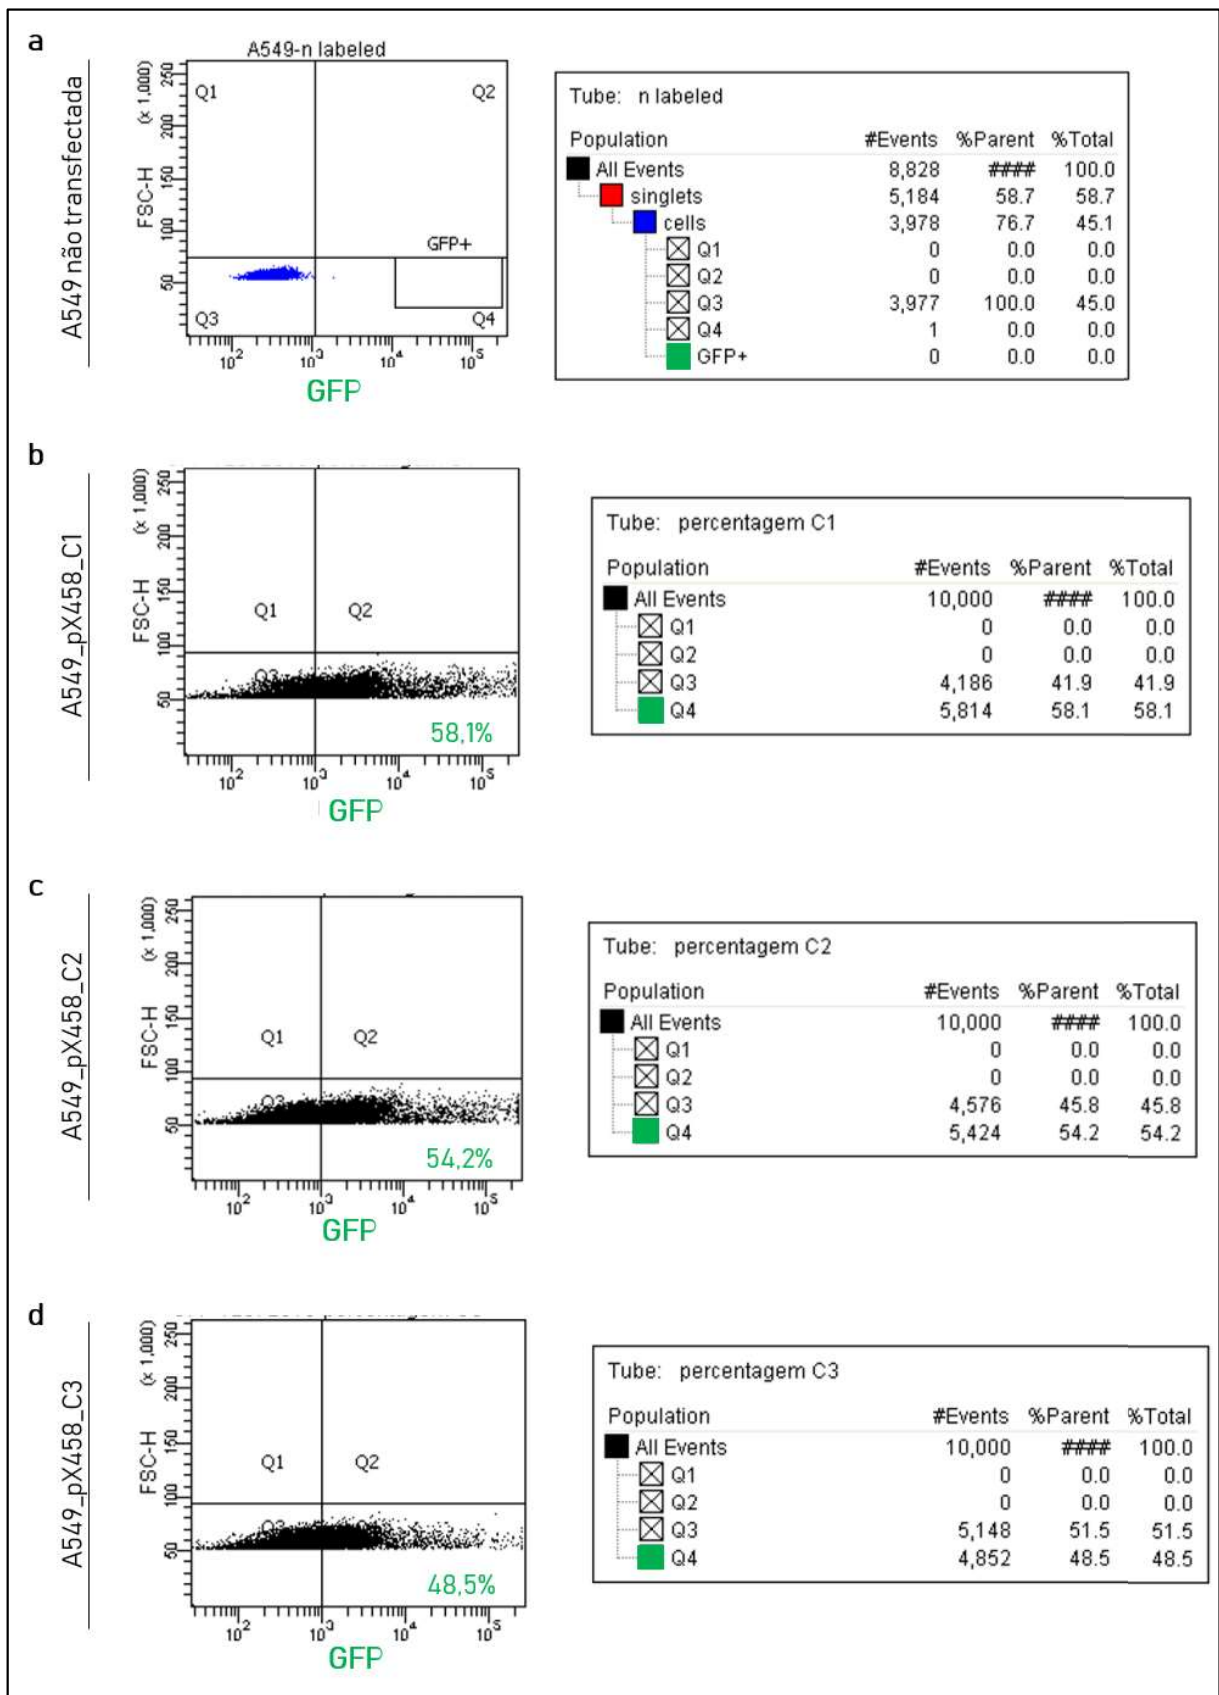 a
A549 não transfectada
A549-n labeled
(x 1,000)
FSC-H
250
200
150
100
50
Q1
Q2
GFP+
Q3
Q4
10² 10³ 10⁴ 10⁵
GFP
Tube: n labeled
Population #Events %Parent %Total
All Events 8,828 #### 100.0
singlets 5,184 58.7 58.7
cells 3,978 76.7 45.1
Q1 0 0.0 0.0
Q2 0 0.0 0.0
Q3 3,977 100.0 45.0
Q4 1 0.0 0.0
GFP+ 0 0.0 0.0
b
A549_pX458_C1
(x 1,000)
FSC-H
250
200
150
100
50
Q1
Q2
Q3
58,1%
10² 10³ 10⁴ 10⁵
GFP
Tube: percentagem C1
Population #Events %Parent %Total
All Events 10,000 #### 100.0
Q1 0 0.0 0.0
Q2 0 0.0 0.0
Q3 4,186 41.9 41.9
Q4 5,814 58.1 58.1
c
A549_pX458_C2
(x 1,000)
FSC-H
250
200
150
100
50
Q1
Q2
Q3
54,2%
10² 10³ 10⁴ 10⁵
GFP
Tube: percentagem C2
Population #Events %Parent %Total
All Events 10,000 #### 100.0
Q1 0 0.0 0.0
Q2 0 0.0 0.0
Q3 4,576 45.8 45.8
Q4 5,424 54.2 54.2
d
A549_pX458_C3
(x 1,000)
FSC-H
250
200
150
100
50
Q1
Q2
Q3
48,5%
10² 10³ 10⁴ 10⁵
GFP
Tube: percentagem C3
Population #Events %Parent %Total
All Events 10,000 #### 100.0
Q1 0 0.0 0.0
Q2 0 0.0 0.0
Q3 5,148 51.5 51.5
Q4 4,852 48.5 48.5